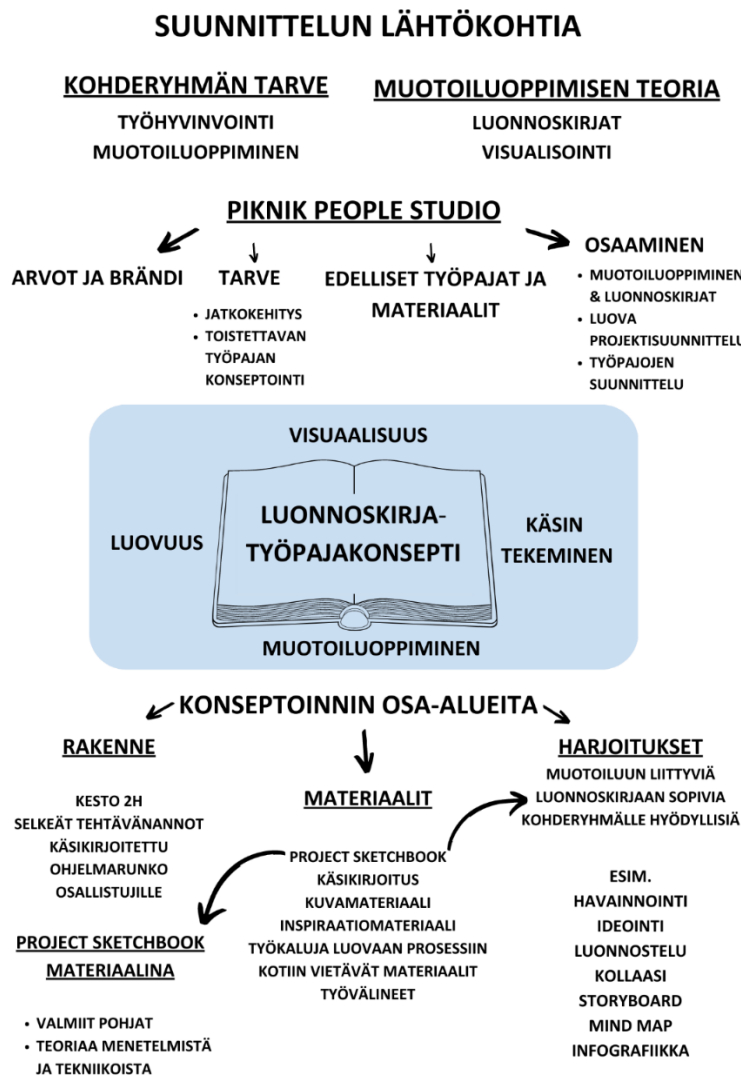 SUUNNITTELUN LÄHTÖKOHTIA
KOHDERYHMÄN TARVE
TYÖHYVINVOINTI
MUOTOILUOPPIMINEN
MUOTOILUOPPIMISEN TEORIA
LUONNOSKIRJAT
VISUALISOINTI
PIKNIK PEOPLE STUDIO
ARVOT JA BRÄNDI
TARVE
• JATKOKEHITYS
• TOISTETTAVAN
TYÖPAJAN
KONSEPTOINTI
EDELLISET TYÖPAJAT JA
MATERIAALIT
OSAAMINEN
• MUOTOILUOPPIMINEN
& LUONNOSKIRJAT
• LUOVA
PROJEKTISUUNNITTELU
• TYÖPAJOJEN
SUUNNITTELU
VISUAALISUUS
LUOVUUS
LUONNOSKIRJA-
TYÖPAJAKONSEPTI
KÄSIN
TEKEMINEN
MUOTOILUOPPIMINEN
KONSEPTOINNIN OSA-ALUEITA
RAKENNE
KESTO 2H
SELKEÄT TEHTÄVÄNANNOT
KÄSIKIRJOITETTU
OHJELMARUNKO
OSALLISTUJILLE
PROJECT SKETCHBOOK
MATERIAALINA
• VALMIIT POHJAT
• TEORIAA MENETELMISTÄ
JA TEKNIIKOISTA
MATERIAALIT
PROJECT SKETCHBOOK
KÄSIKIRJOITUS
KUVAMATERIAALI
INSPIRAATIOMATERIAALI
TYÖKALUJA LUOVAAN PROSESSIIN
KOTIIN VIETÄVÄT MATERIAALIT
TYÖVÄLINEET
HARJOITUKSET
MUOTOILUUN LIITTYVIÄ
LUONNOSKIRJAAN SOPIVIA
KOHDERYHMÄLLE HYÖDYLLISIÄ
ESIM.
HAVAINNOINTI
IDEOINTI
LUONNOSTELU
KOLLAASI
STORYBOARD
MIND MAP
INFOGRAFIIKKA